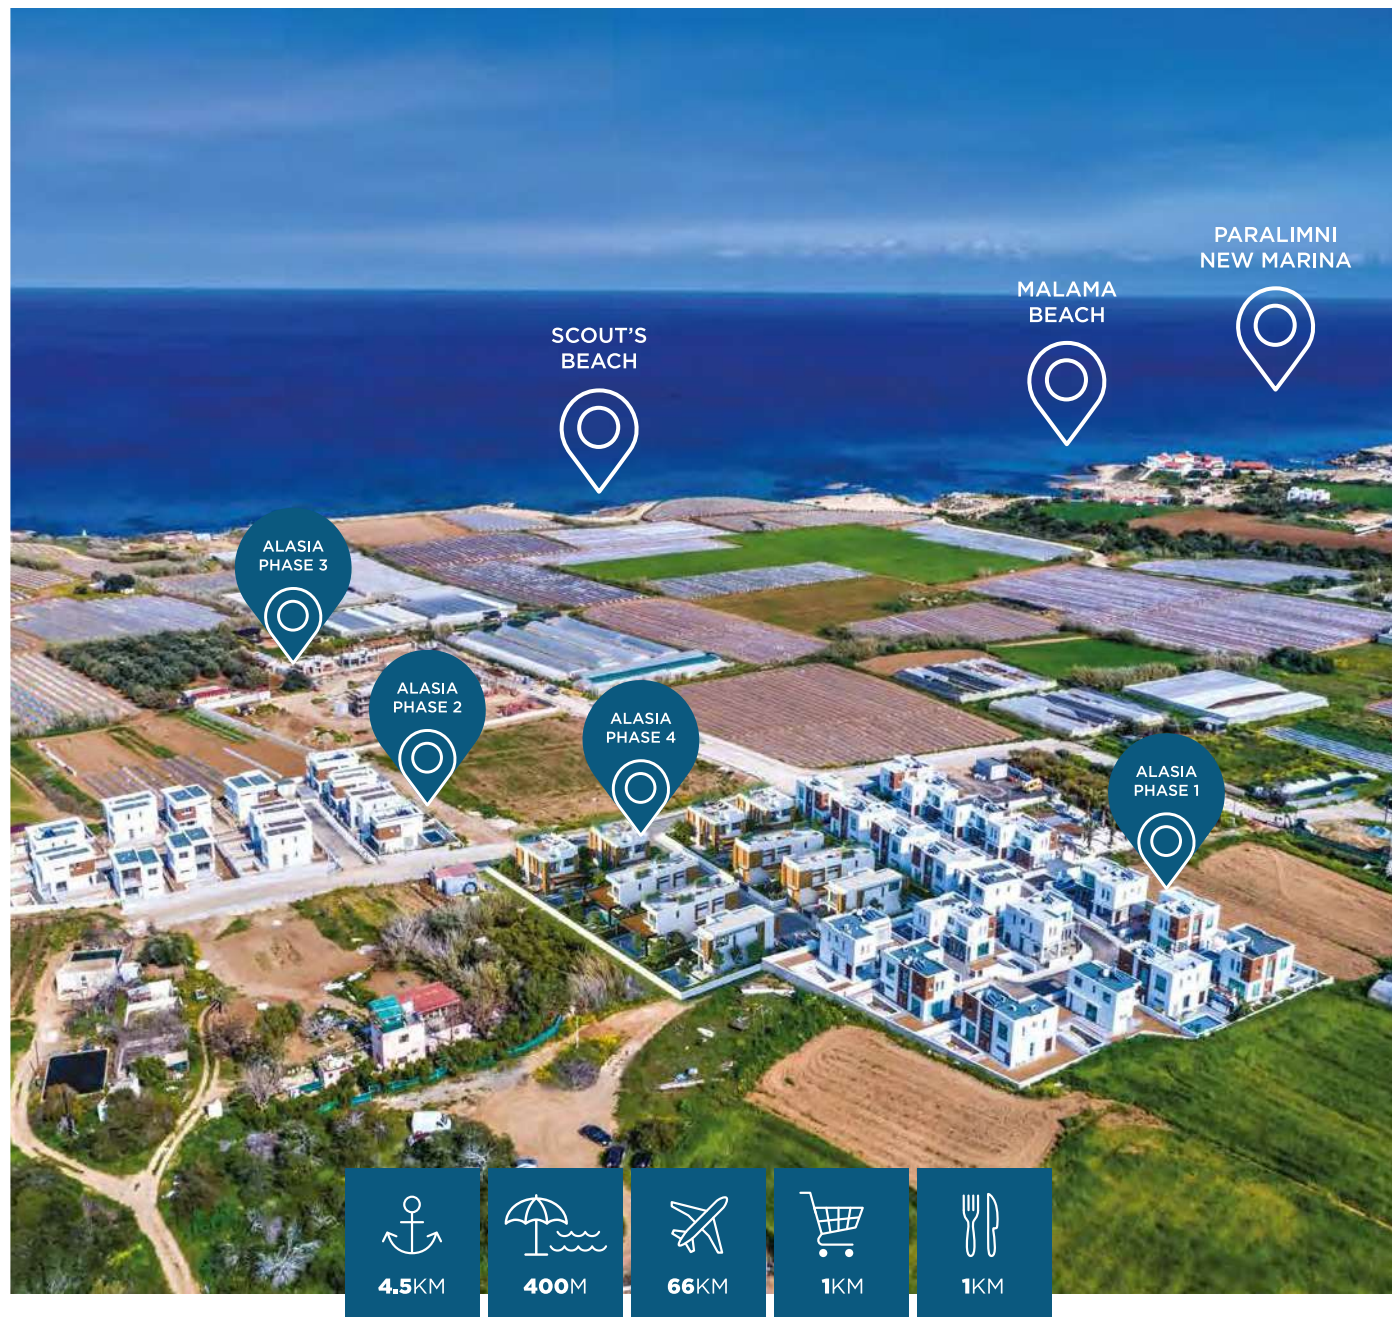 PARALIMNI
NEW MARINA
MALAMA
BEACH
SCOUT'S
BEACH
ALASIA
PHASE 3
ALASIA
PHASE 2
ALASIA
PHASE 4
ALASIA
PHASE 1
4.5KM
400M
66KM
1KM
1KM